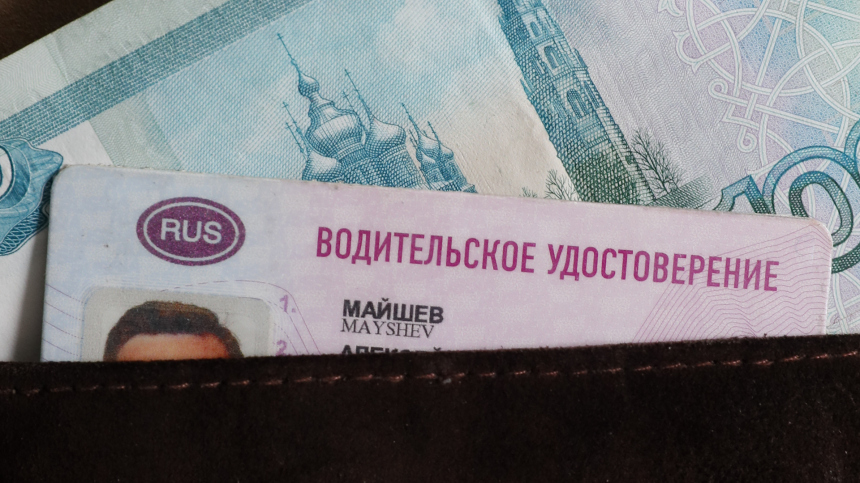 RUS
ВОДИТЕЛЬСКОЕ УДОСТОВЕРЕНИЕ
1. МАЙШЕВ
MAYSHEV
2.